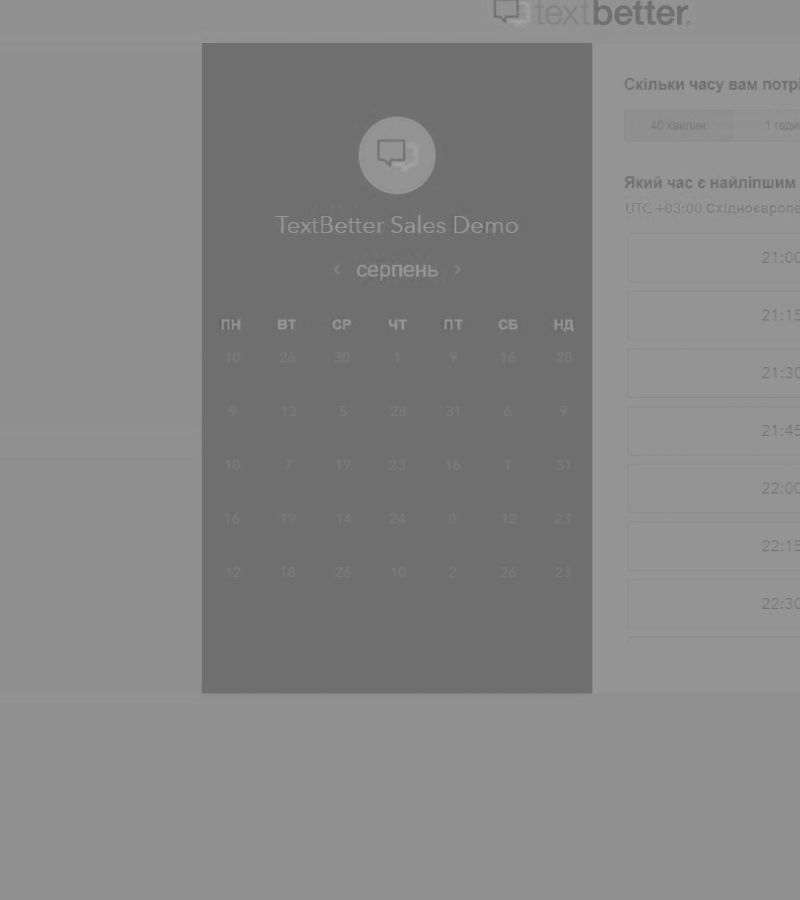 textbetter.
TextBetter Sales Demo
‹ серпень ›
ПН ВТ СР ЧТ ПТ СБ НД
10 26 30 1 9 16 28
9 13 5 28 31 6 9
10 7 19 23 16 1 31
16 19 14 24 8 12 23
12 18 26 10 2 26 23
Скільки часу вам потрі
40 хвилин 1 годи
Який час є найліпшим
UTC +03:00 Східноєвропе
21:00
21:15
21:30
21:45
22:00
22:15
22:30